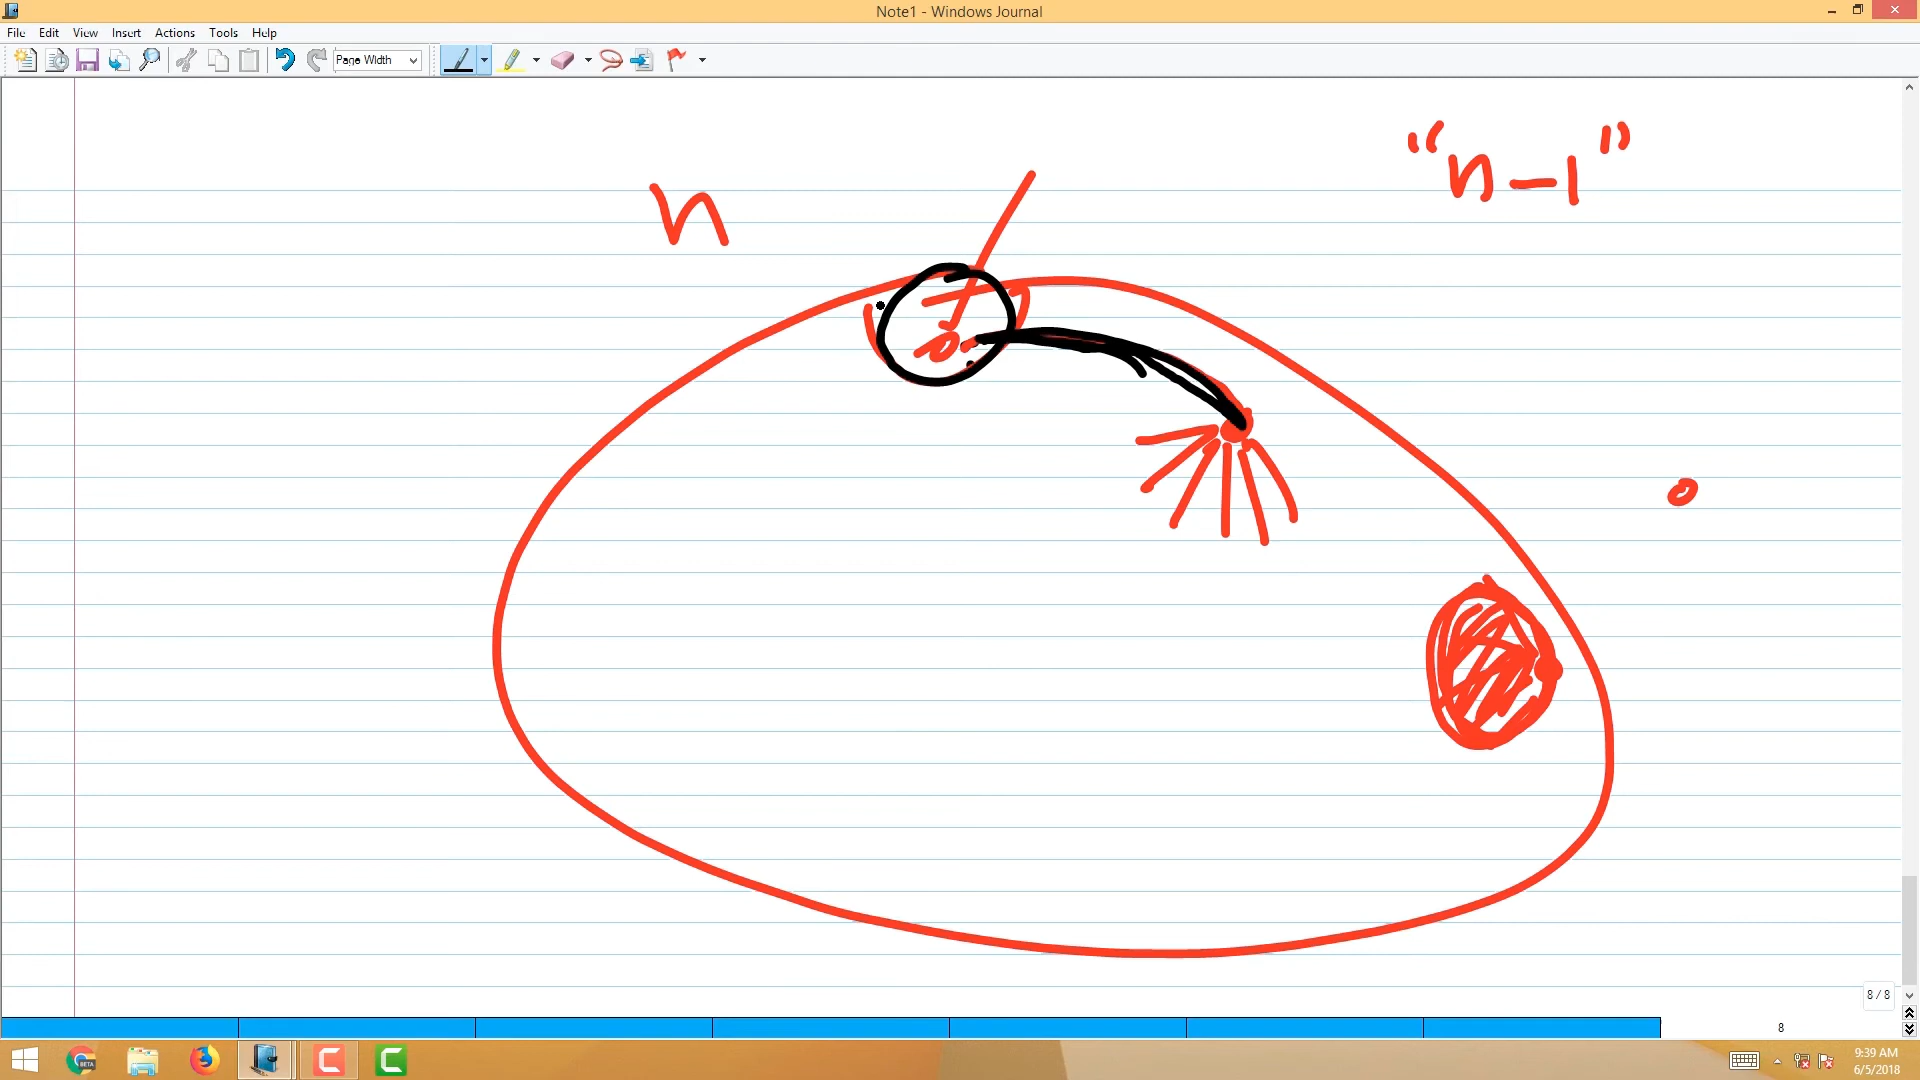 Note1 - Windows Journal
File Edit View Insert Actions Tools Help
Page Width
"n-1"
n
8 / 8
8
BETA
9:39 AM
6/5/2018